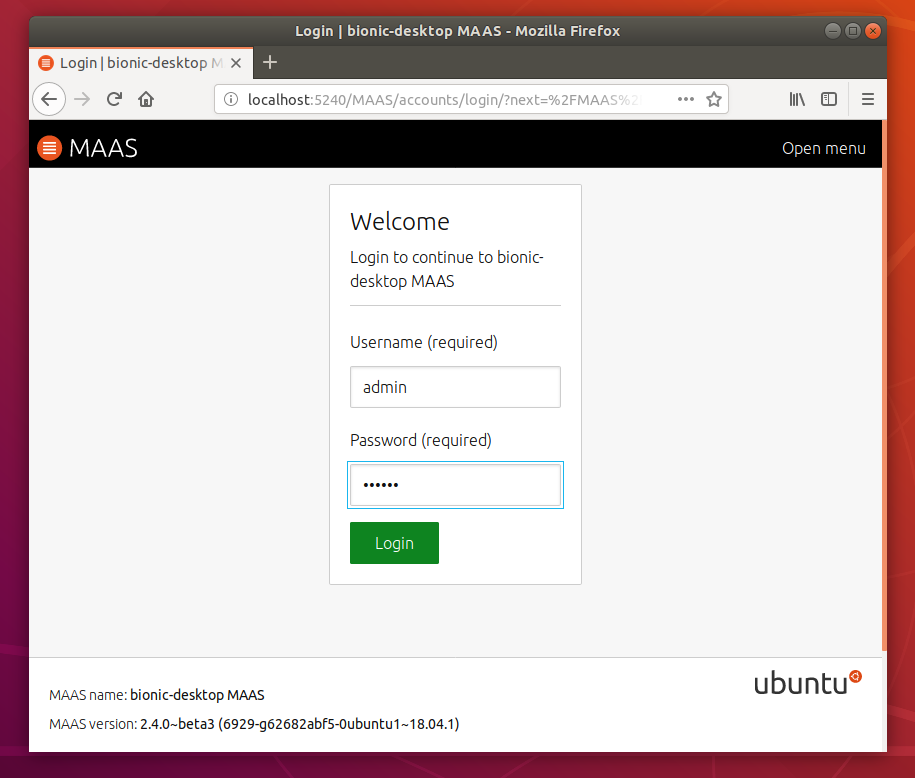 Login | bionic-desktop MAAS - Mozilla Firefox
Login | bionic-desktop M
localhost:5240/MAAS/accounts/login/?next=%2FMAAS%2
MAAS
Open menu
Welcome
Login to continue to bionic-
desktop MAAS
Username (required)
admin
Password (required)
••••••
Login
ubuntu
MAAS name: bionic-desktop MAAS
MAAS version: 2.4.0~beta3 (6929-g62682abf5-0ubuntu1~18.04.1)